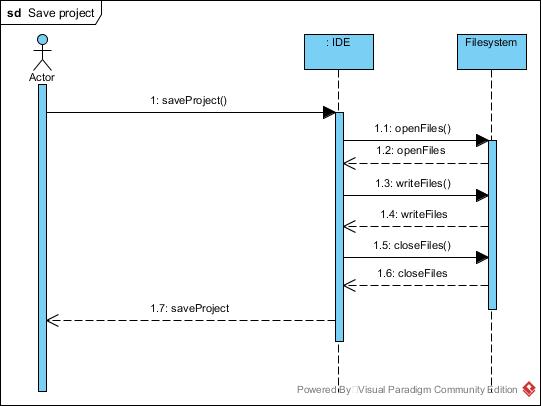 sd Save project
: IDE
Filesystem
Actor
1: saveProject()
1.1: openFiles()
1.2: openFiles
1.3: writeFiles()
1.4: writeFiles
1.5: closeFiles()
1.6: closeFiles
1.7: saveProject
Powered By Visual Paradigm Community Edition